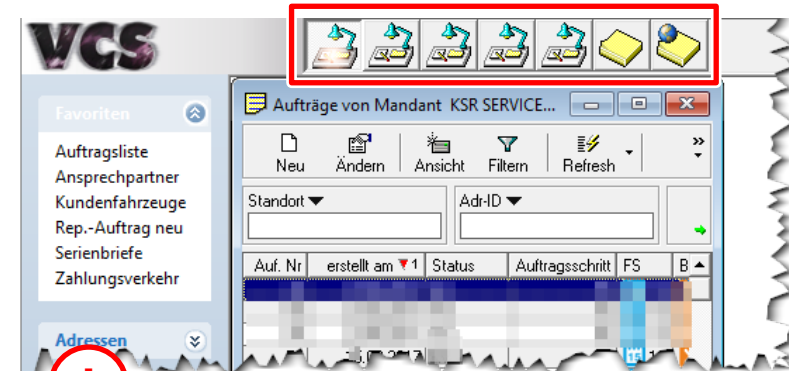 VCS
Favoriten
Auftragsliste
Ansprechpartner
Kundenfahrzeuge
Rep.-Auftrag neu
Serienbriefe
Zahlungsverkehr
Adressen
Aufträge von Mandant KSR SERVICE...
Neu Ändern Ansicht Filtern Refresh
Standort Adr-ID
Auf. Nr erstellt am 1 Status Auftragsschritt FS B